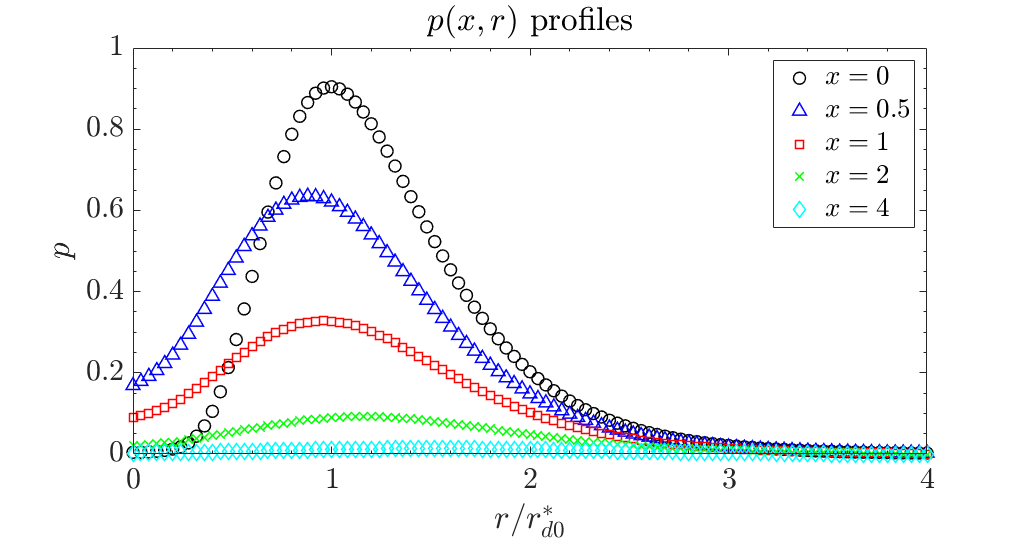 p(x, r) profiles
1
0.8
0.6
0.4
0.2
0
p
0 1 2 3 4
r/r*d0
x = 0
x = 0.5
x = 1
x = 2
x = 4